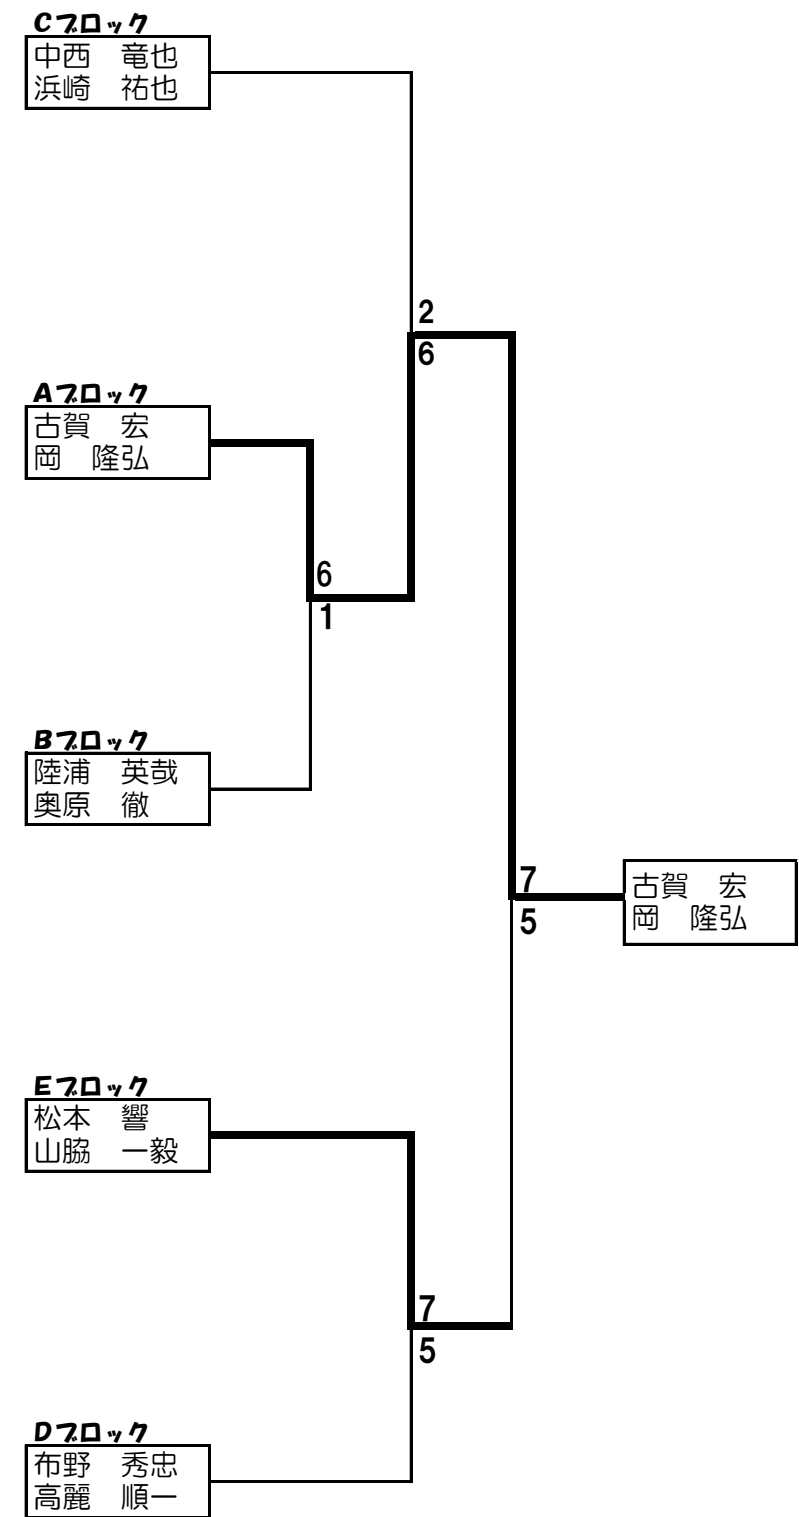 Cブロック
中西　竜也
浜崎　祐也
2
6
Aブロック
古賀　宏
岡　隆弘
6
1
Bブロック
陸浦　英哉
奥原　徹
7
5
古賀　宏
岡　隆弘
Eブロック
松本　響
山脇　一毅
7
5
Dブロック
布野　秀忠
高麗　順一